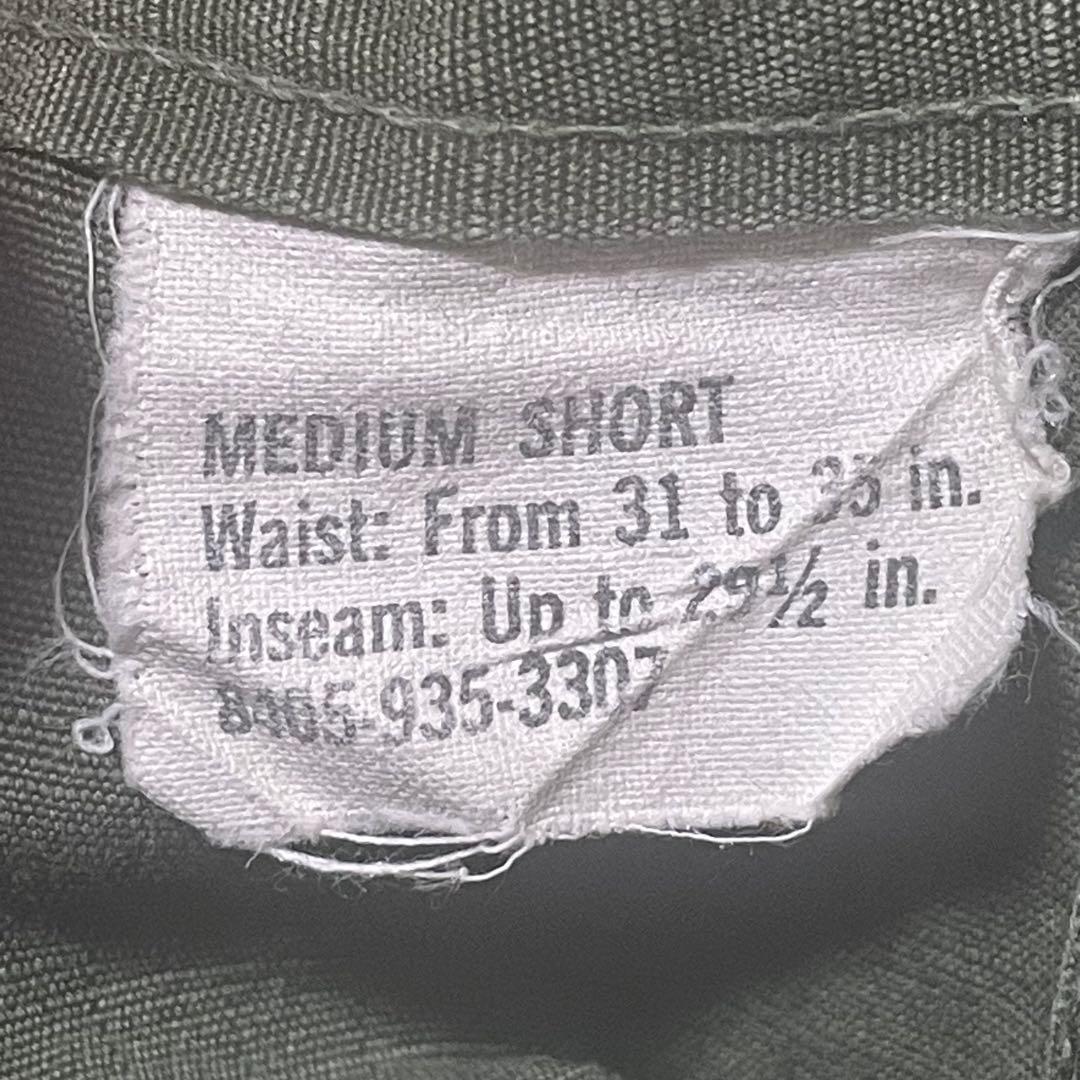 MEDIUM SHORT
Waist: From 31 to 35 in.
Inseam: Up to 29½ in.
8405-935-3307